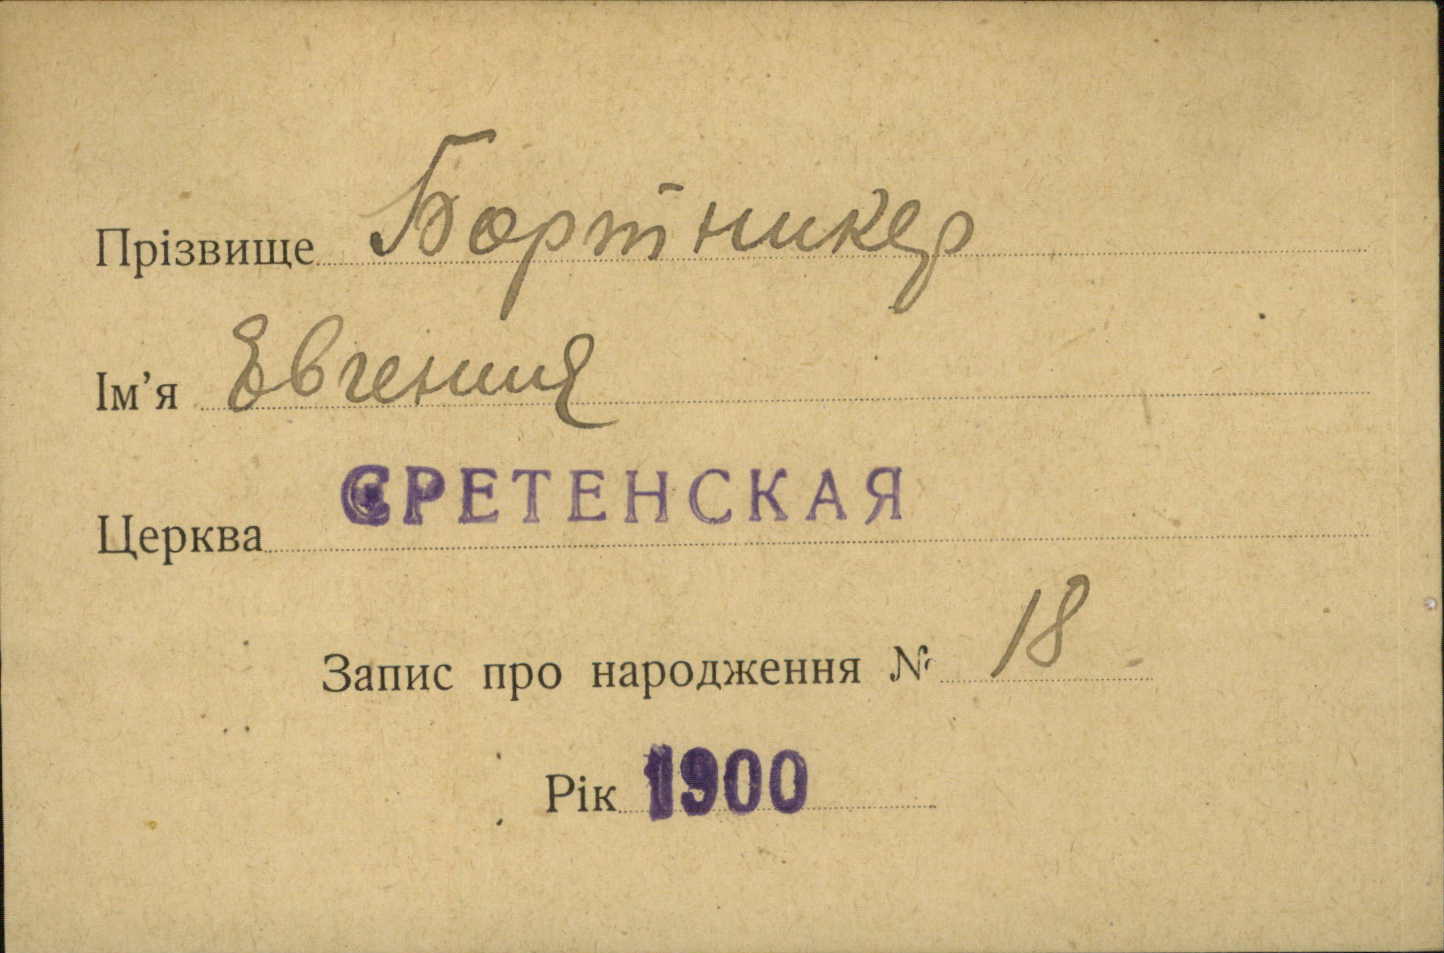 Прізвище Бортникер
Ім’я Евгения
Церква СРЕТЕНСКАЯ
Запис про народження № 18
Рік 1900